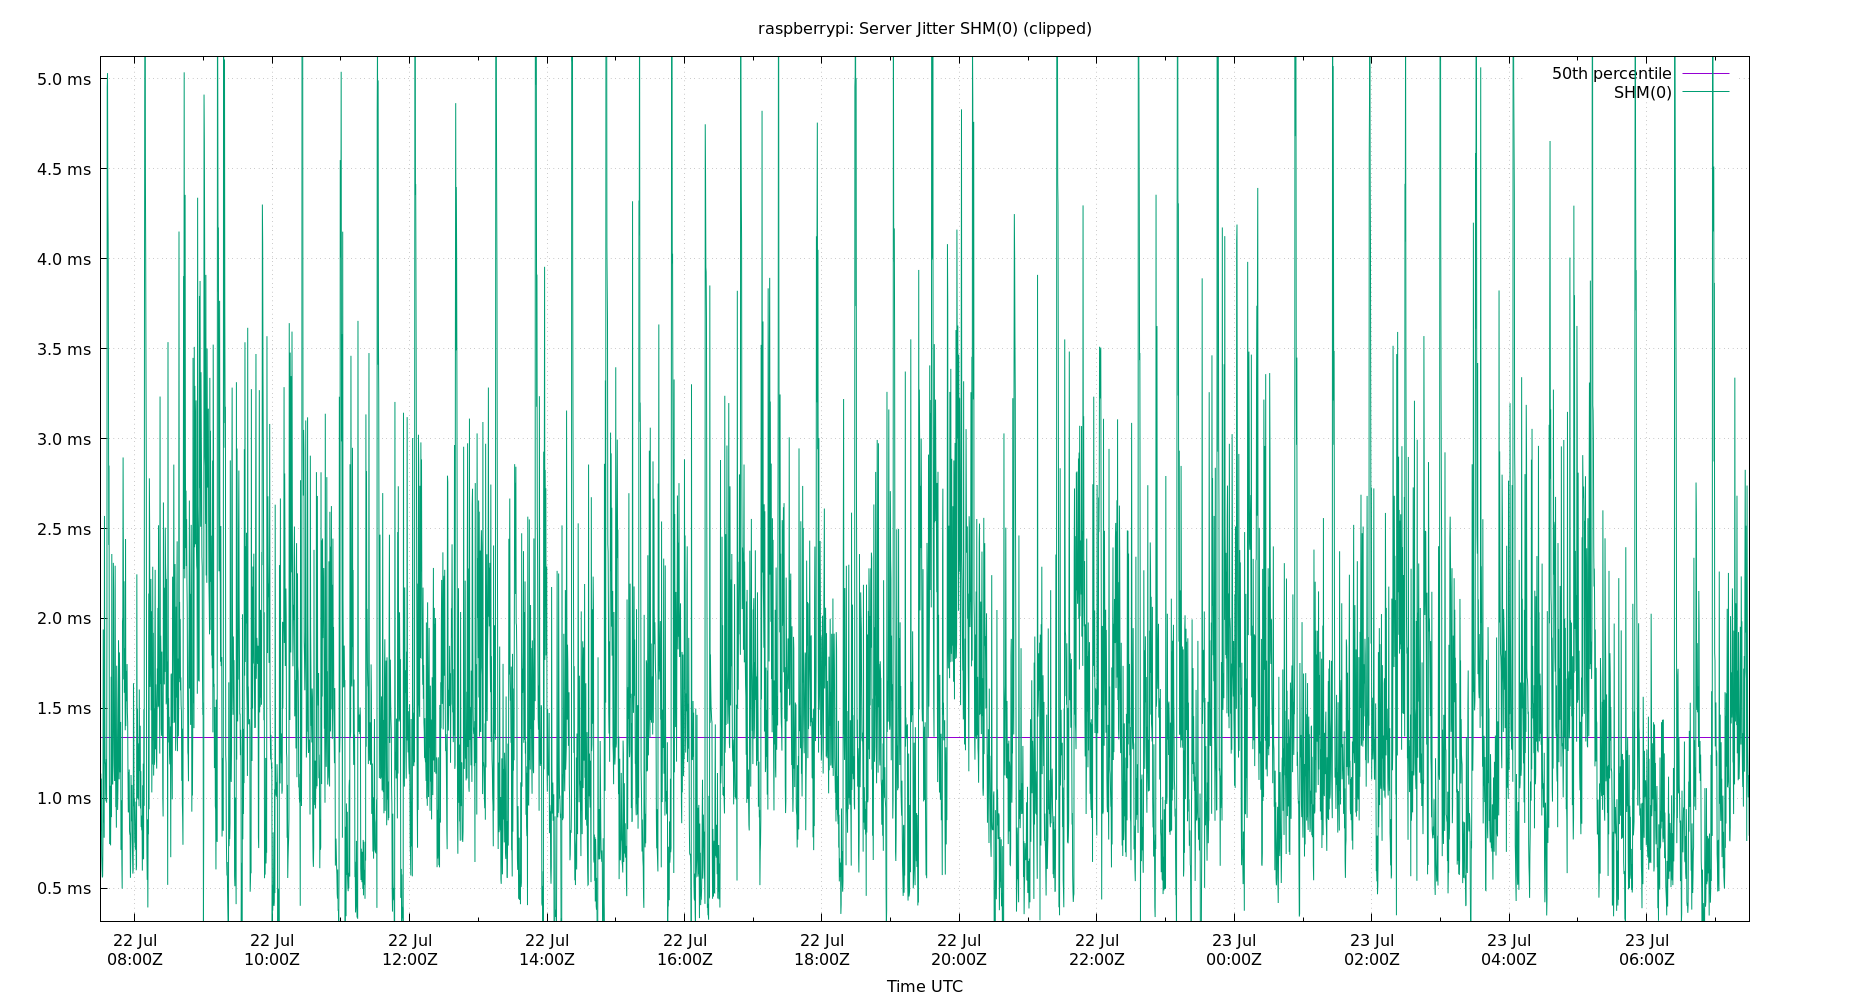 raspberrypi: Server Jitter SHM(0) (clipped)
50th percentile
SHM(0)
5.0 ms
4.5 ms
4.0 ms
3.5 ms
3.0 ms
2.5 ms
2.0 ms
1.5 ms
1.0 ms
0.5 ms
22 Jul 22 Jul 22 Jul 22 Jul 22 Jul 22 Jul 22 Jul 22 Jul 23 Jul 23 Jul 23 Jul 23 Jul
08:00Z 10:00Z 12:00Z 14:00Z 16:00Z 18:00Z 20:00Z 22:00Z 00:00Z 02:00Z 04:00Z 06:00Z
Time UTC